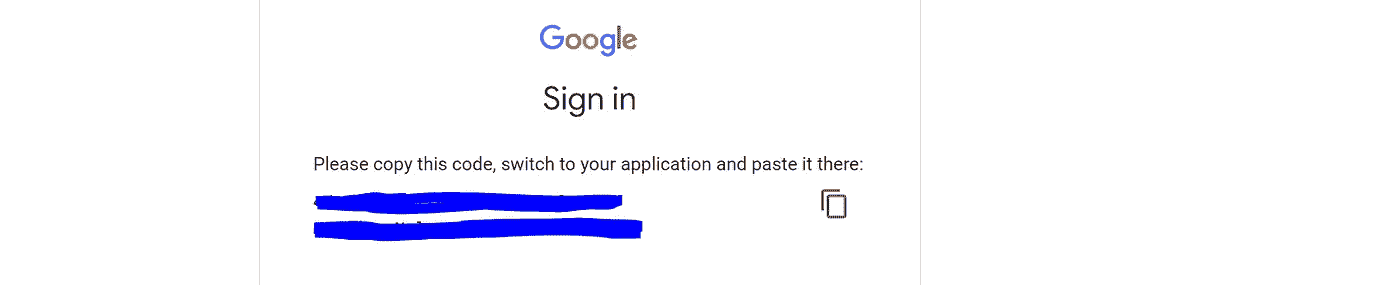 Google
Sign in
Please copy this code, switch to your application and paste it there: